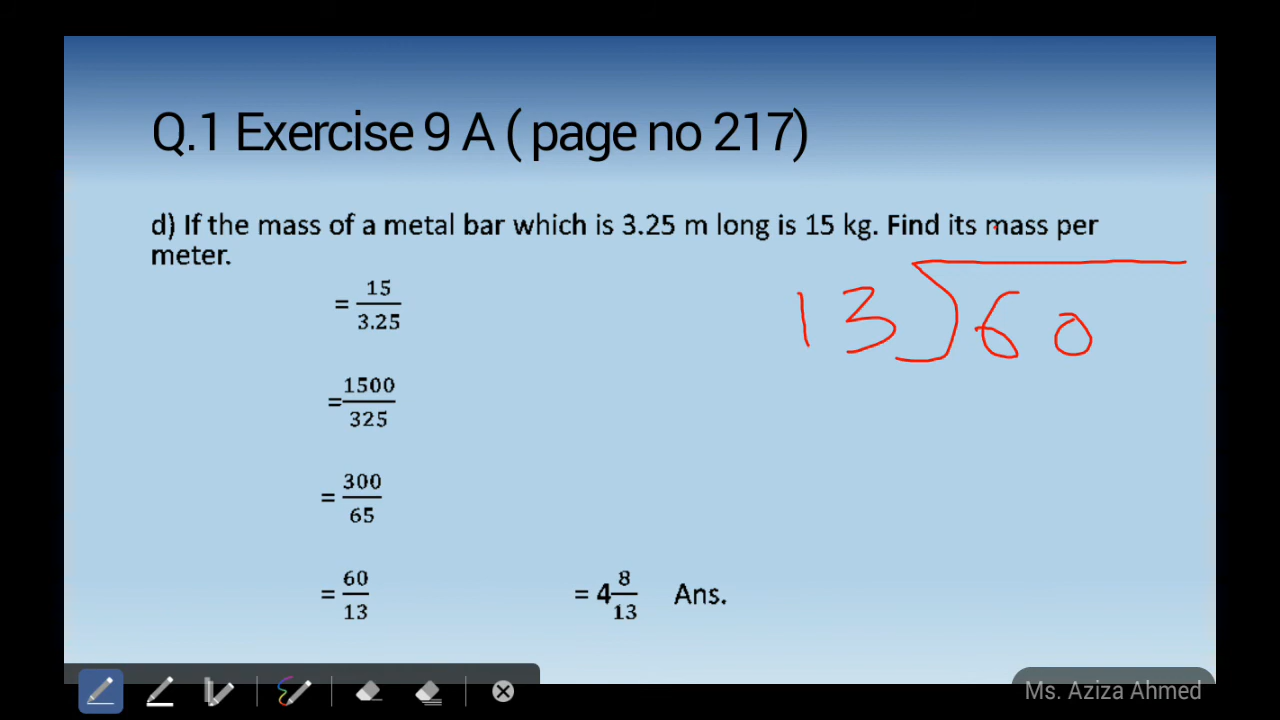 Q.1 Exercise 9 A ( page no 217)
d) If the mass of a metal bar which is 3.25 m long is 15 kg. Find its mass per
meter.
= 15/3.25
13 ) 60
= 1500/325
= 300/65
= 60/13 = 4 8/13 Ans.
Ms. Aziza Ahmed